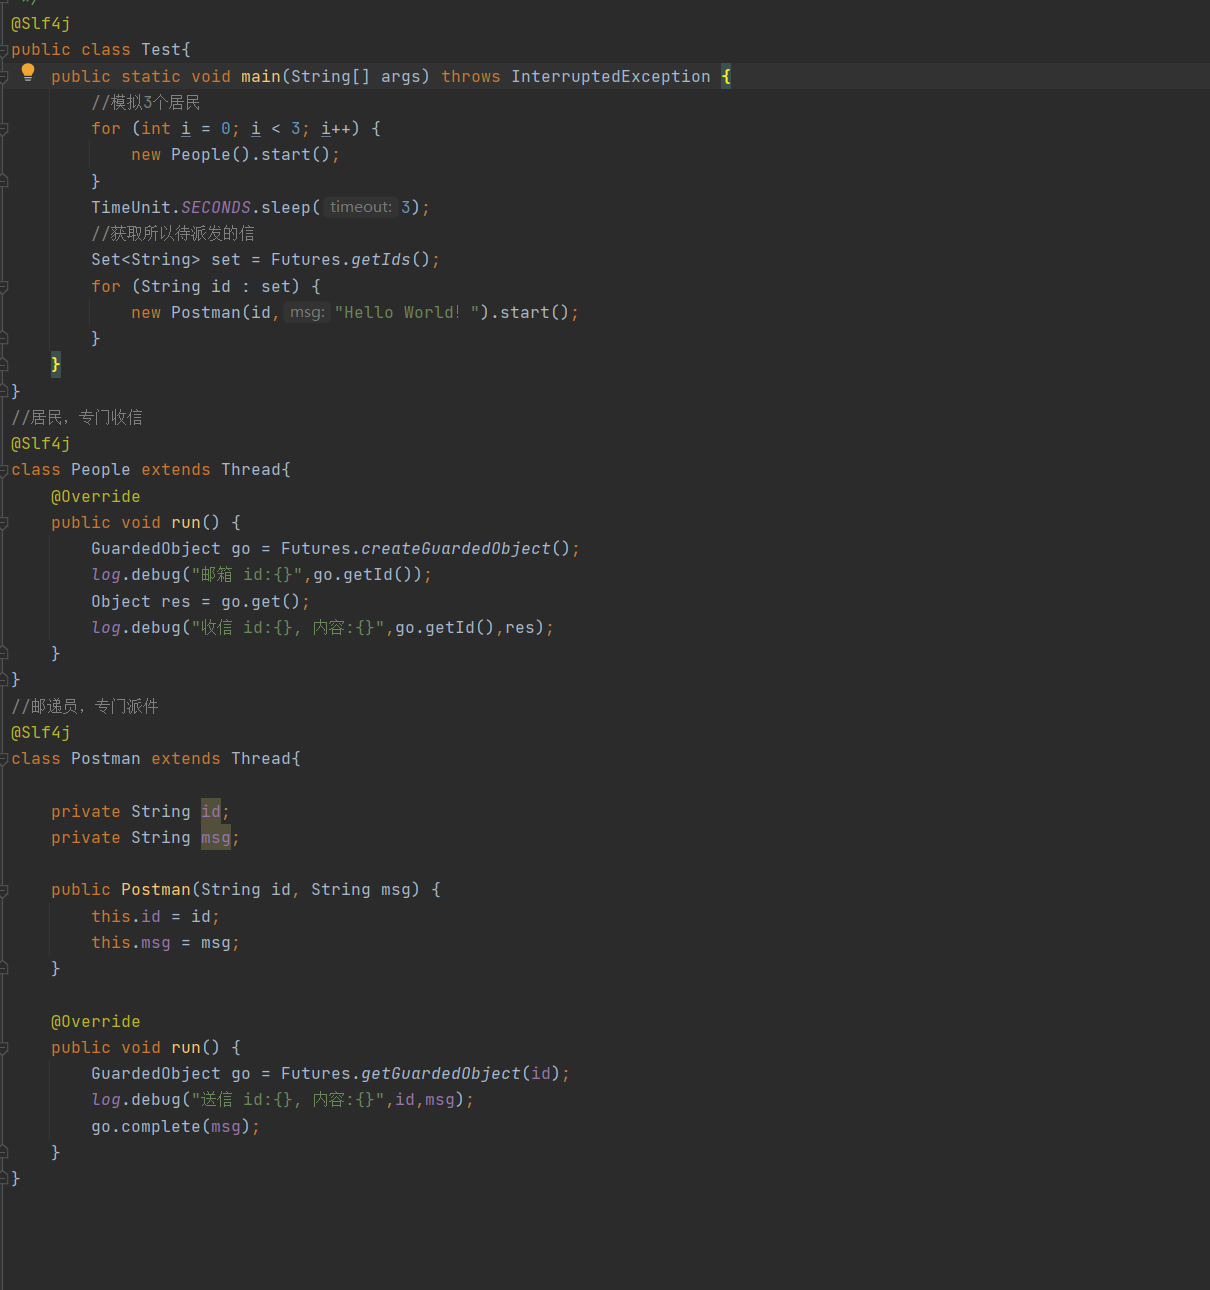 */
@Slf4j
public class Test{
    public static void main(String[] args) throws InterruptedException {
        //模拟3个居民
        for (int i = 0; i < 3; i++) {
            new People().start();
        }
        TimeUnit.SECONDS.sleep( timeout: 3);
        //获取所以待派发的信
        Set<String> set = Futures.getIds();
        for (String id : set) {
            new Postman(id, msg: "Hello World！").start();
        }
    }
}
//居民，专门收信
@Slf4j
class People extends Thread{
    @Override
    public void run() {
        GuardedObject go = Futures.createGuardedObject();
        log.debug("邮箱 id:{}",go.getId());
        Object res = go.get();
        log.debug("收信 id:{}, 内容:{}",go.getId(),res);
    }
}
//邮递员，专门派件
@Slf4j
class Postman extends Thread{
    private String id;
    private String msg;
    public Postman(String id, String msg) {
        this.id = id;
        this.msg = msg;
    }
    @Override
    public void run() {
        GuardedObject go = Futures.getGuardedObject(id);
        log.debug("送信 id:{}, 内容:{}",id,msg);
        go.complete(msg);
    }
}